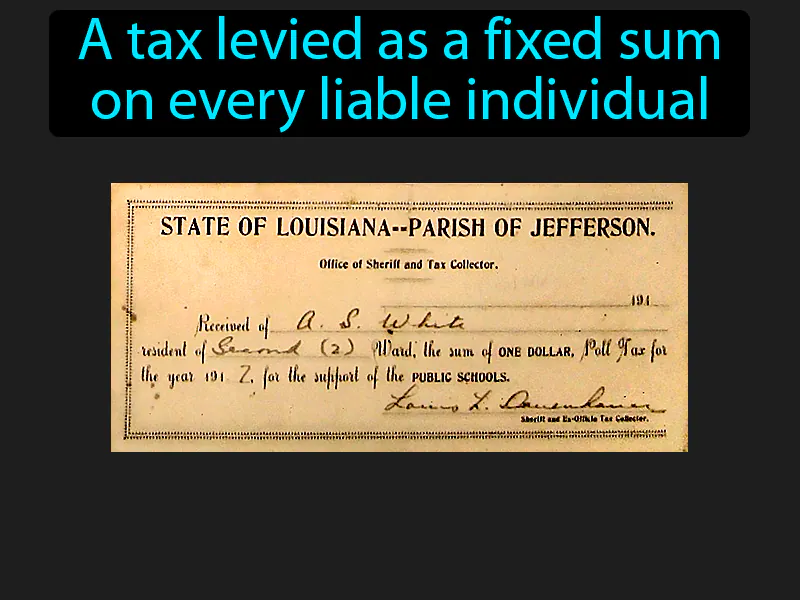 A tax levied as a fixed sum
on every liable individual
STATE OF LOUISIANA--PARISH OF JEFFERSON.
Office of Sheriff and Tax Collector.
191
Received of A. S. White
resident of Second (2) Ward, the sum of ONE DOLLAR, Poll Tax for
the year 191 7, for the support of the PUBLIC SCHOOLS.
Louis L.
Sheriff and Ex-Officio Tax Collector.